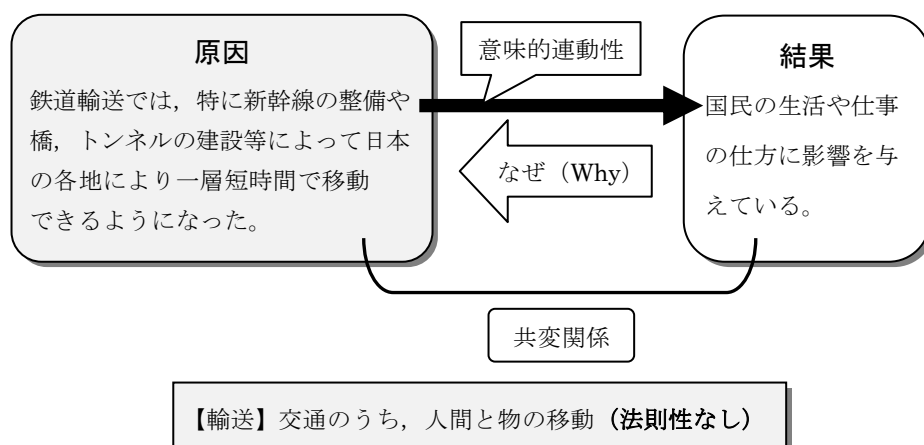 原因
鉄道輸送では，特に新幹線の整備や
橋，トンネルの建設等によって日本
の各地により一層短時間で移動
できるようになった。
意味的連動性
なぜ（Why）
結果
国民の生活や仕事
の仕方に影響を与
えている。
共変関係
【輸送】交通のうち，人間と物の移動（法則性なし）